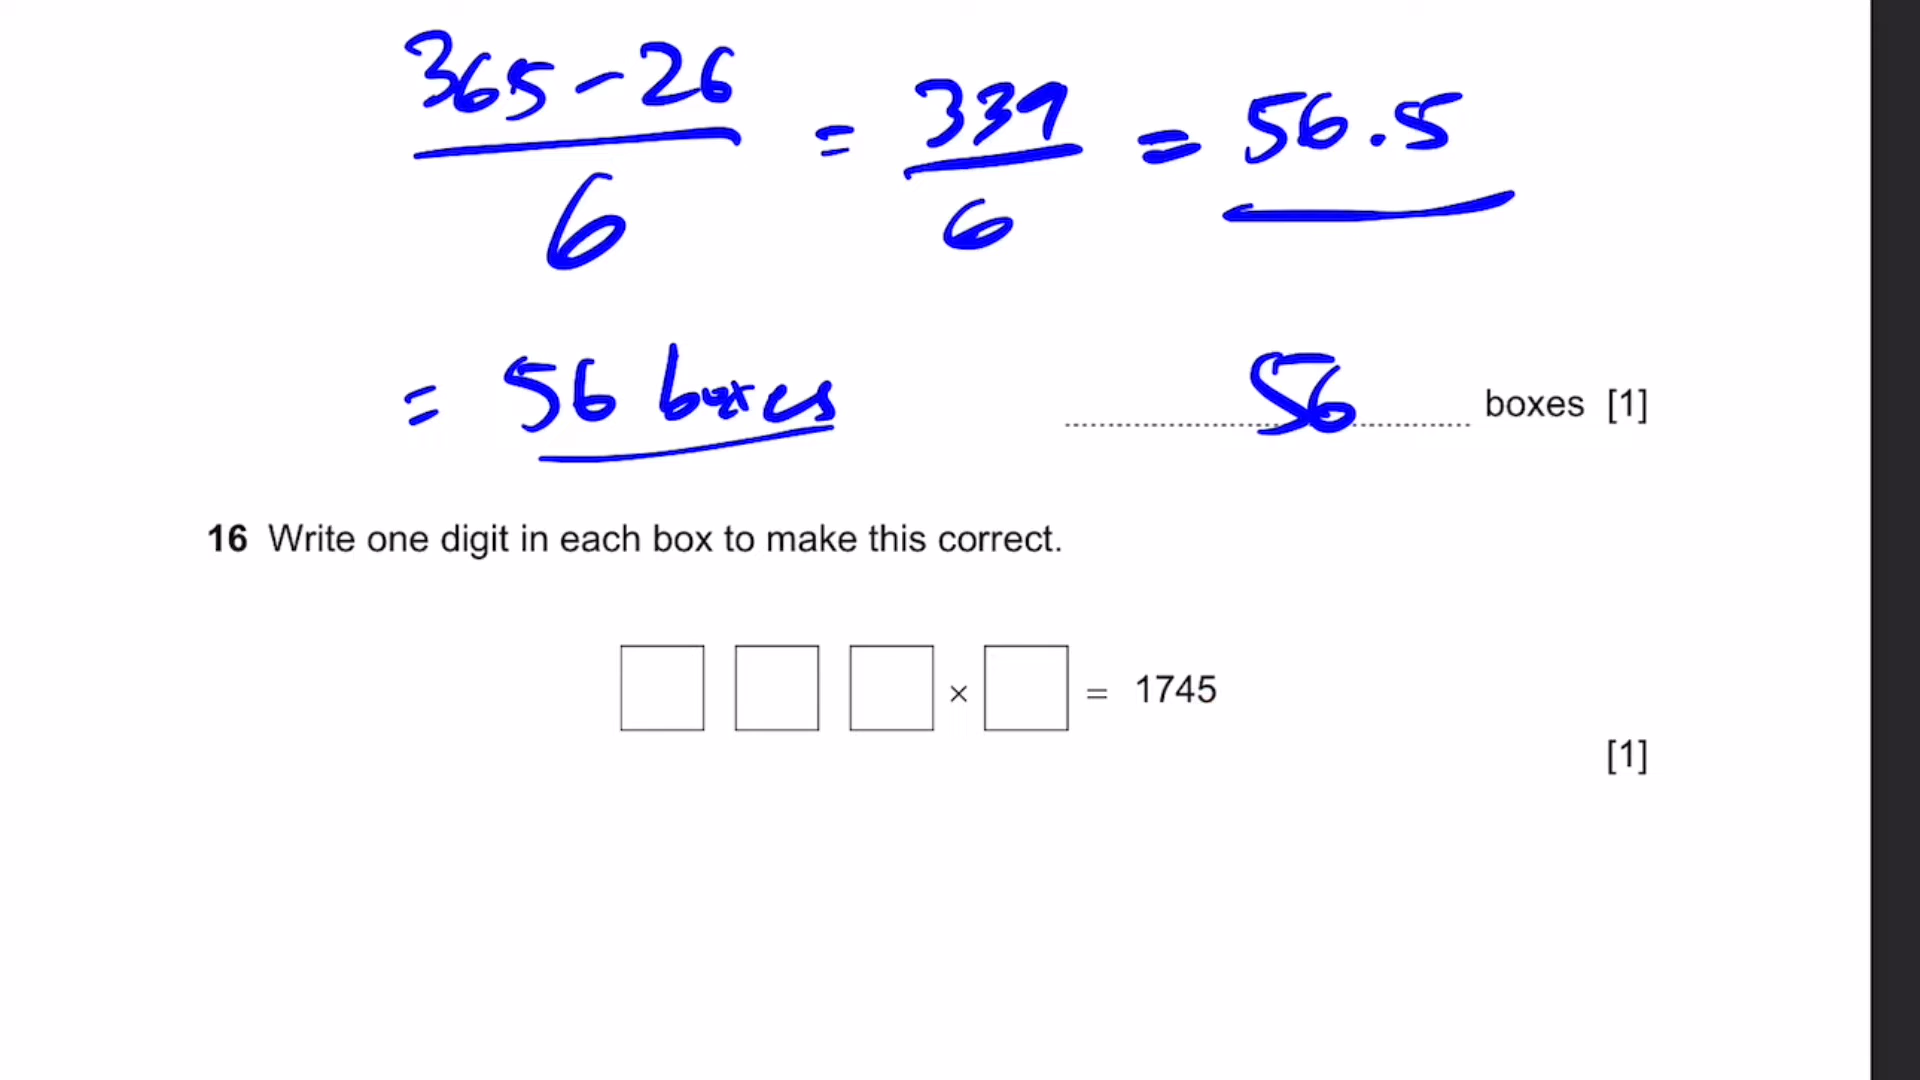 365-26 = 339 = 56.5
6 6
= 56 boxes 56 boxes [1]
16 Write one digit in each box to make this correct.
× = 1745
[1]